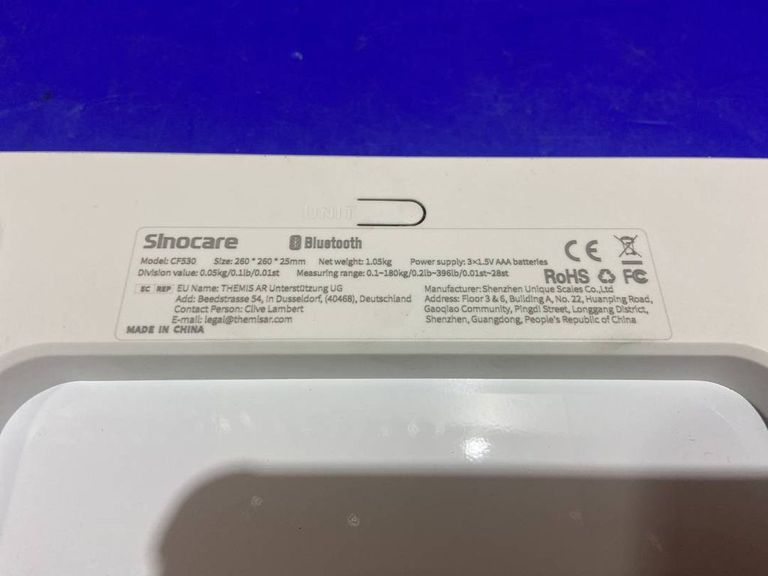 UNIT
Sinocare Bluetooth
Model: CF530 Size: 260 * 260 * 25mm Net weight: 1.05kg Power supply: 3×1.5V AAA batteries
Division value: 0.05kg/0.1lb/0.01st Measuring range: 0.1~180kg/0.2lb~396lb/0.01st~28st
CE
RoHS FC
EC REP EU Name: THEMIS AR Unterstützung UG
Add: Beedstrasse 54, in Dusseldorf, (40468), Deutschland
Contact Person: Clive Lambert
E-mail: legal@themisar.com
Manufacturer: Shenzhen Unique Scales Co.,Ltd
Address: Floor 3 & 6, Building A, No. 22, Huanping Road,
Gaoqiao Community, Pingdi Street, Longgang District,
Shenzhen, Guangdong, People's Republic of China
MADE IN CHINA